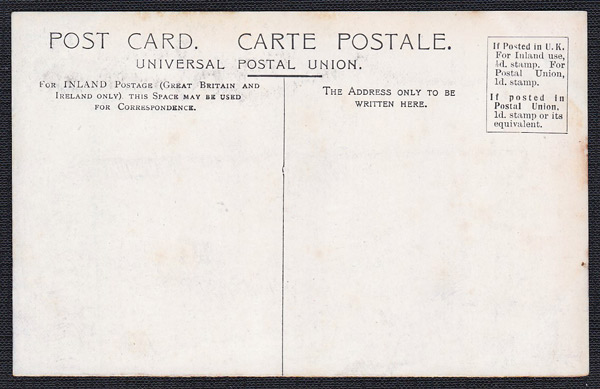 POST CARD. CARTE POSTALE.
UNIVERSAL POSTAL UNION.
FOR INLAND POSTAGE (GREAT BRITAIN AND
IRELAND ONLY) THIS SPACE MAY BE USED
FOR CORRESPONDENCE.
THE ADDRESS ONLY TO BE
WRITTEN HERE.
If Posted in U.K.
For Inland use,
½d. stamp. For
Postal Union,
1d. stamp.
If posted in
Postal Union.
1d. stamp or its
equivalent.